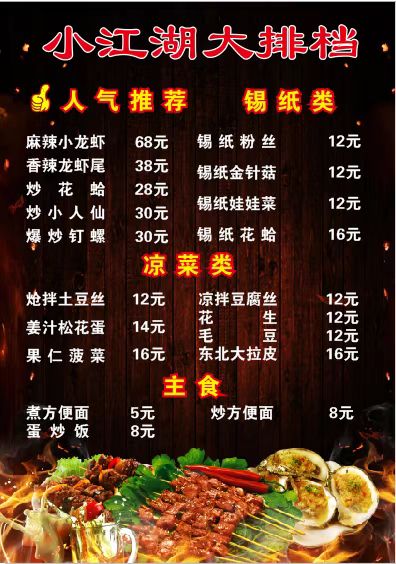 小江湖大排档
人气推荐
麻辣小龙虾 68元
香辣龙虾尾 38元
炒花蛤 28元
炒小人仙 30元
爆炒钉螺 30元
锡纸类
锡纸粉丝 12元
锡纸金针菇 12元
锡纸娃娃菜 12元
锡纸花蛤 16元
凉菜类
炝拌土豆丝 12元
姜汁松花蛋 14元
果仁菠菜 16元
凉拌豆腐丝 12元
花生 12元
毛豆 12元
东北大拉皮 16元
主食
煮方便面 5元
蛋炒饭 8元
炒方便面 8元